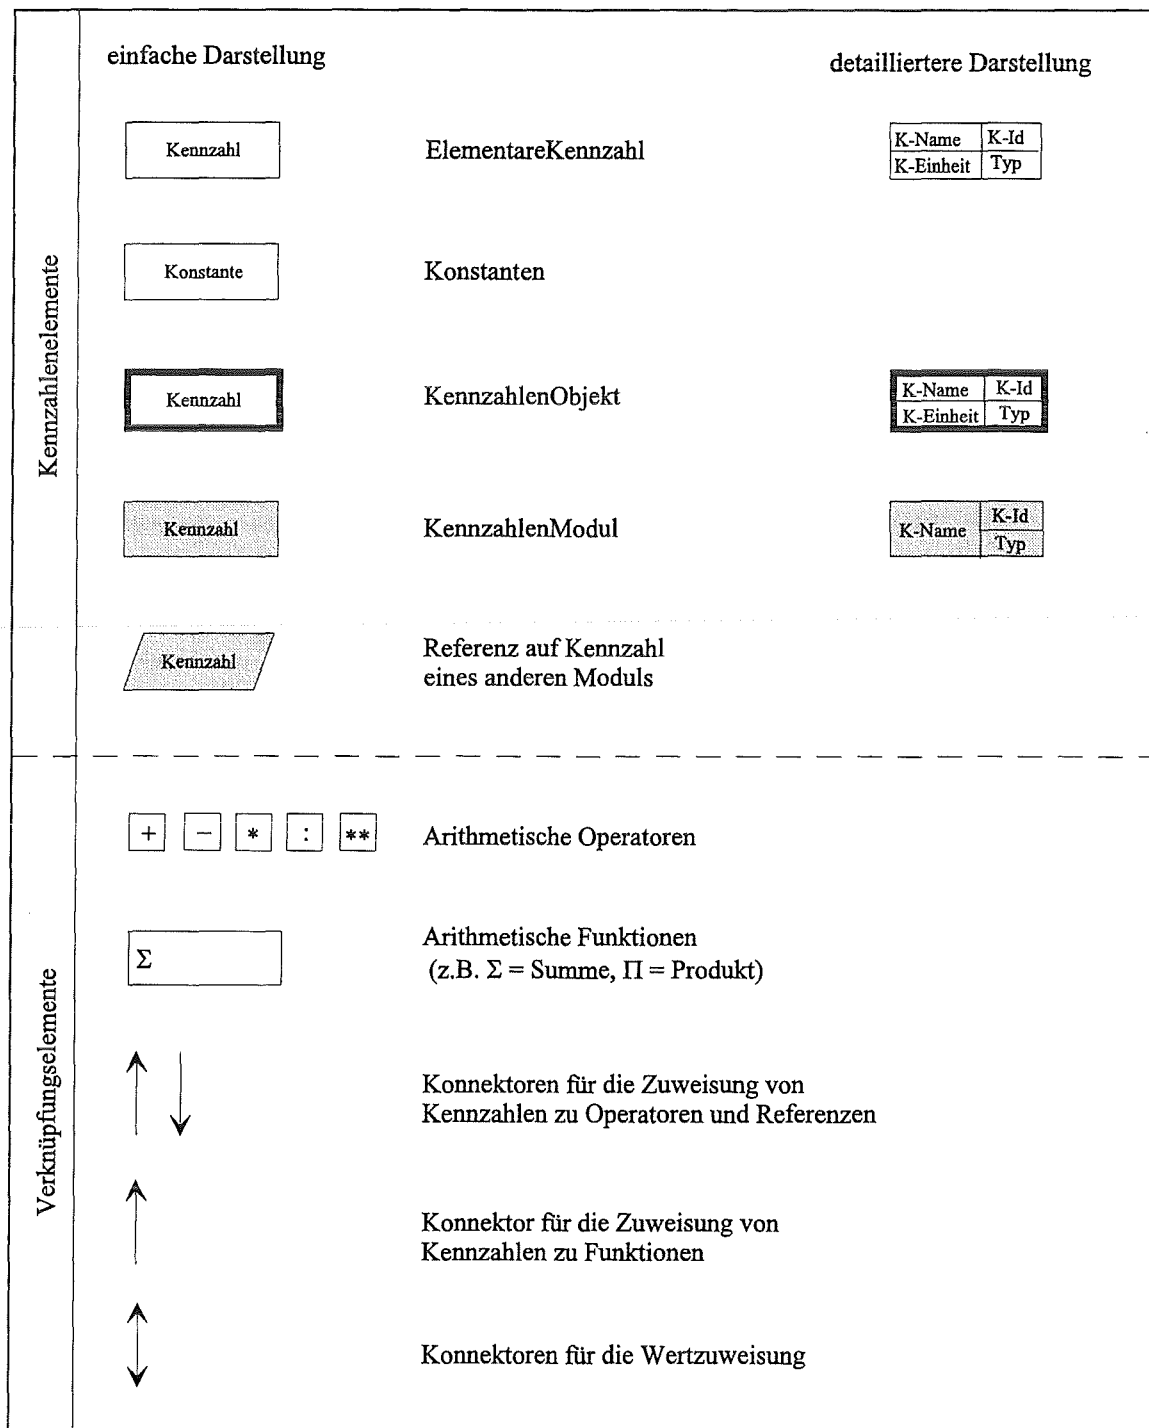 einfache Darstellung
detailliertere Darstellung
Kennzahlenelemente
Kennzahl
ElementareKennzahl
K-Name K-Id
K-Einheit Typ
Konstante
Konstanten
Kennzahl
KennzahlenObjekt
K-Name K-Id
K-Einheit Typ
Kennzahl
KennzahlenModul
K-Name
K-Id
Typ
Kennzahl
Referenz auf Kennzahl
eines anderen Moduls
Verknüpfungselemente
+ − * : **
Arithmetische Operatoren
Σ
Arithmetische Funktionen
(z.B. Σ = Summe, Π = Produkt)
Konnektoren für die Zuweisung von
Kennzahlen zu Operatoren und Referenzen
Konnektor für die Zuweisung von
Kennzahlen zu Funktionen
Konnektoren für die Wertzuweisung